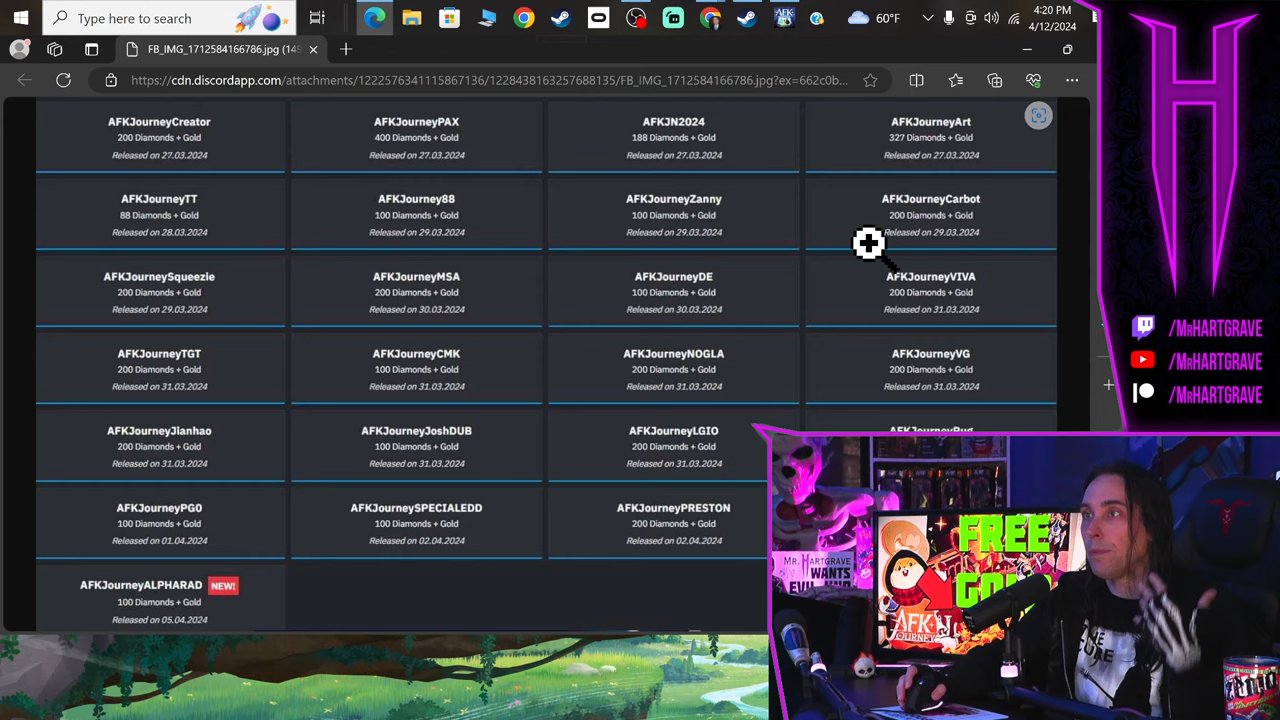 Type here to search
60°F
4:20 PM
4/12/2024
FB_IMG_1712584166786.jpg (149
https://cdn.discordapp.com/attachments/1222576341115867136/1228438163257688135/FB_IMG_1712584166786.jpg?ex=662c0b...
AFKJourneyCreator
200 Diamonds + Gold
Released on 27.03.2024
AFKJourneyPAX
400 Diamonds + Gold
Released on 27.03.2024
AFKJN2024
188 Diamonds + Gold
Released on 27.03.2024
AFKJourneyArt
327 Diamonds + Gold
Released on 27.03.2024
AFKJourneyTT
88 Diamonds + Gold
Released on 28.03.2024
AFKJourney88
100 Diamonds + Gold
Released on 29.03.2024
AFKJourneyZanny
100 Diamonds + Gold
Released on 29.03.2024
AFKJourneyCarbot
200 Diamonds + Gold
Released on 29.03.2024
AFKJourneySqueezie
200 Diamonds + Gold
Released on 29.03.2024
AFKJourneyMSA
200 Diamonds + Gold
Released on 30.03.2024
AFKJourneyDE
100 Diamonds + Gold
Released on 30.03.2024
AFKJourneyVIVA
200 Diamonds + Gold
Released on 31.03.2024
AFKJourneyTGT
200 Diamonds + Gold
Released on 31.03.2024
AFKJourneyCMK
100 Diamonds + Gold
Released on 31.03.2024
AFKJourneyNOGLA
200 Diamonds + Gold
Released on 31.03.2024
AFKJourneyVG
200 Diamonds + Gold
Released on 31.03.2024
AFKJourneyJianhao
200 Diamonds + Gold
Released on 31.03.2024
AFKJourneyJoshDUB
100 Diamonds + Gold
Released on 31.03.2024
AFKJourneyLGIO
200 Diamonds + Gold
Released on 31.03.2024
AFKJourneyPG0
100 Diamonds + Gold
Released on 01.04.2024
AFKJourneySPECIALEDD
100 Diamonds + Gold
Released on 02.04.2024
AFKJourneyPRESTON
200 Diamonds + Gold
Released on 02.04.2024
AFKJourneyALPHARAD NEW!
100 Diamonds + Gold
Released on 05.04.2024
/MrHartgrave
/MrHartgrave
/MrHartgrave
FREE
AFK
JOURNEY
Mr. Hartgrave
WANTS